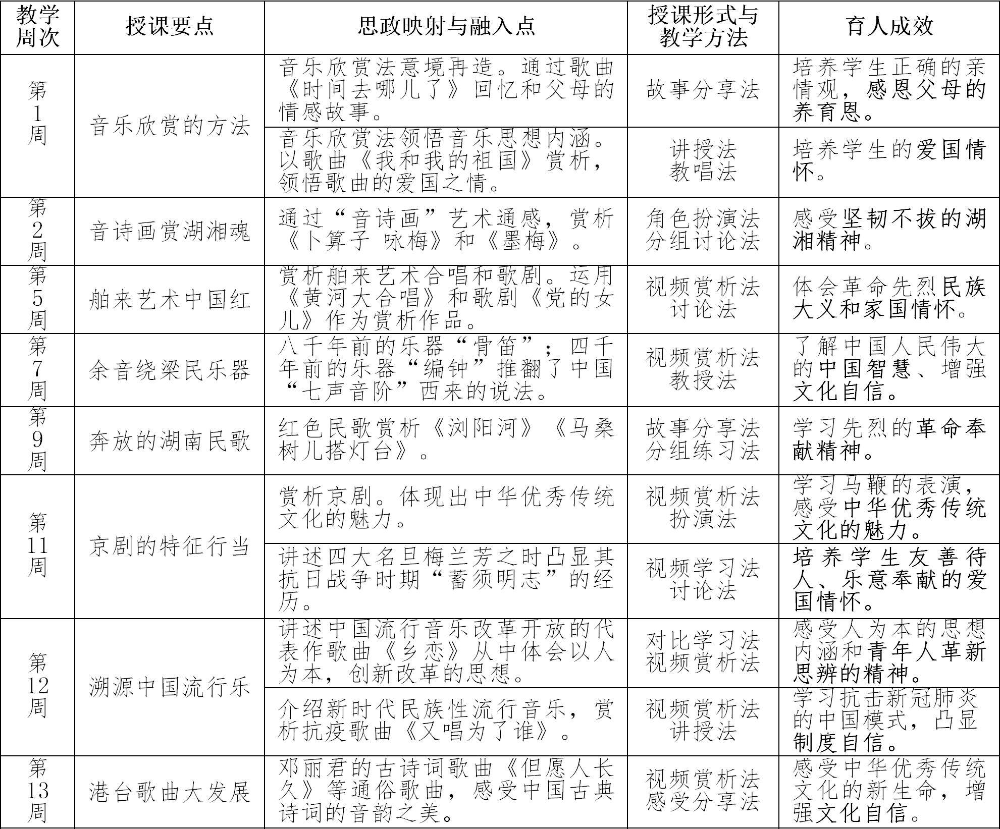 教学
周次
授课要点
思政映射与融入点
授课形式与
教学方法
育人成效
第
1
周
音乐欣赏的方法
音乐欣赏法意境再造。通过歌曲
《时间去哪儿了》回忆和父母的
情感故事。
故事分享法
培养学生正确的亲
情观，感恩父母的
养育恩。
音乐欣赏法领悟音乐思想内涵。
以歌曲《我和我的祖国》赏析，
领悟歌曲的爱国之情。
讲授法
教唱法
培养学生的爱国情
怀。
第
2
周
音诗画赏湖湘魂
通过“音诗画”艺术通感，赏析
《卜算子 咏梅》和《墨梅》。
角色扮演法
分组讨论法
感受坚韧不拔的湖
湘精神。
第
5
周
舶来艺术中国红
赏析舶来艺术合唱和歌剧。运用
《黄河大合唱》和歌剧《党的女
儿》作为赏析作品。
视频赏析法
讨论法
体会革命先烈民族
大义和家国情怀。
第
7
周
余音绕梁民乐器
八千年前的乐器“骨笛”；四千
年前的乐器“编钟”推翻了中国
“七声音阶”西来的说法。
视频赏析法
教授法
了解中国人民伟大
的中国智慧、增强
文化自信。
第
9
周
奔放的湖南民歌
红色民歌赏析《浏阳河》《马桑
树儿搭灯台》。
故事分享法
分组练习法
学习先烈的革命奉
献精神。
第
11
周
京剧的特征行当
赏析京剧。体现出中华优秀传统
文化的魅力。
视频赏析法
扮演法
学习马鞭的表演，
感受中华优秀传统
文化的魅力。
讲述四大名旦梅兰芳之时凸显其
抗日战争时期“蓄须明志”的经
历。
视频学习法
讨论法
培养学生友善待
人、乐意奉献的爱
国情怀。
第
12
周
溯源中国流行乐
讲述中国流行音乐改革开放的代
表作歌曲《乡恋》从中体会以人
为本，创新改革的思想。
对比学习法
视频赏析法
感受人为本的思想
内涵和青年人革新
思辨的精神。
介绍新时代民族性流行音乐，赏
析抗疫歌曲《又唱为了谁》。
视频赏析法
讲授法
学习抗击新冠肺炎
的中国模式，凸显
制度自信。
第
13
周
港台歌曲大发展
邓丽君的古诗词歌曲《但愿人长
久》等通俗歌曲，感受中国古典
诗词的音韵之美。
视频赏析法
感受分享法
感受中华优秀传统
文化的新生命，增
强文化自信。